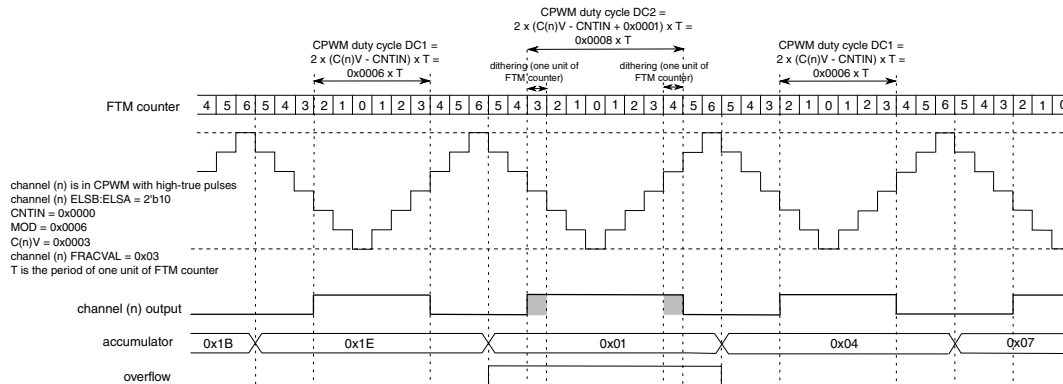 CPWM duty cycle DC1 =
2 x (C(n)V - CNTIN) x T =
0x0006 x T
CPWM duty cycle DC2 =
2 x (C(n)V - CNTIN + 0x0001) x T =
0x0008 x T
CPWM duty cycle DC1 =
2 x (C(n)V - CNTIN) x T =
0x0006 x T
dithering (one unit of
FTM counter)
dithering (one unit of
FTM counter)
FTM counter 4 5 6 5 4 3 2 1 0 1 2 3 4 5 6 5 4 3 2 1 0 1 2 3 4 5 6 5 4 3 2 1 0 1 2 3 4 5 6 5 4 3 2 1 0
channel (n) is in CPWM with high-true pulses
channel (n) ELSB:ELSA = 2'b10
CNTIN = 0x0000
MOD = 0x0006
C(n)V = 0x0003
channel (n) FRACVAL = 0x03
T is the period of one unit of FTM counter
channel (n) output
accumulator 0x1B 0x1E 0x01 0x04 0x07
overflow